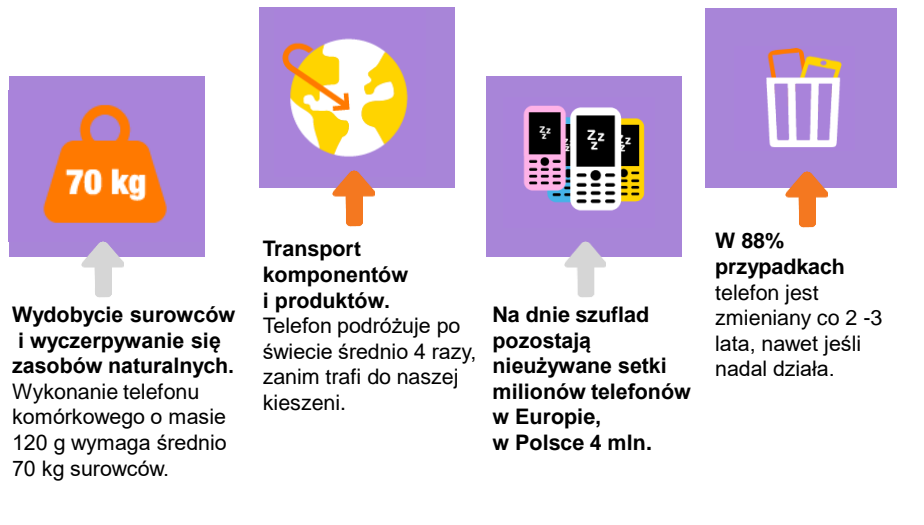 70 kg
Wydobycie surowców
i wyczerpywanie się
zasobów naturalnych.
Wykonanie telefonu
komórkowego o masie
120 g wymaga średnio
70 kg surowców.
Transport
komponentów
i produktów.
Telefon podróżuje po
świecie średnio 4 razy,
zanim trafi do naszej
kieszeni.
Zz
z
Zz
z
Zz
z
Na dnie szuflad
pozostają
nieużywane setki
milionów telefonów
w Europie,
w Polsce 4 mln.
W 88%
przypadkach
telefon jest
zmieniany co 2 -3
lata, nawet jeśli
nadal działa.